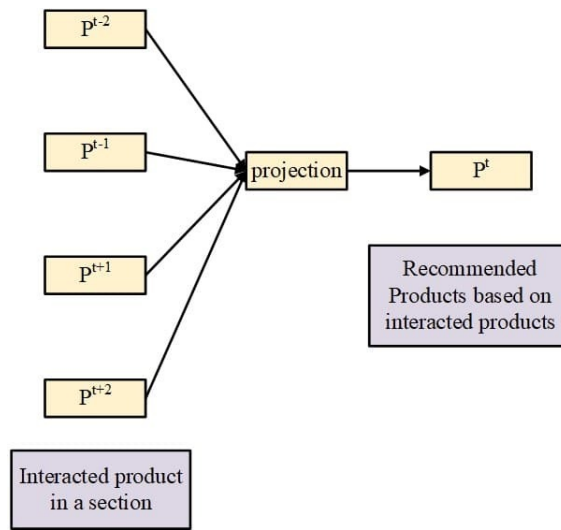 P^t-2
P^t-1
projection
P^t
P^t+1
Recommended
Products based on
interacted products
P^t+2
Interacted product
in a section